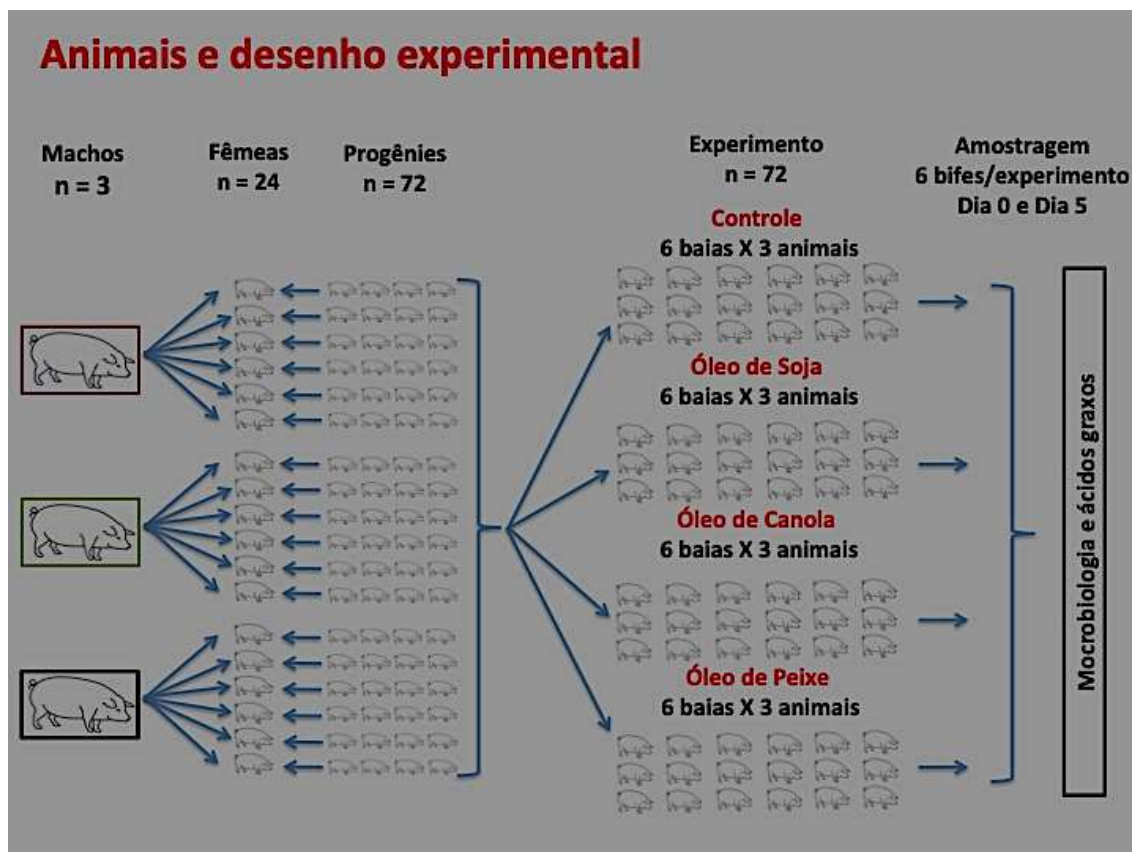 Animais e desenho experimental
Machos
n = 3
Fêmeas
n = 24
Progênies
n = 72
Experimento
n = 72
Amostragem
6 bifes/experimento
Dia 0 e Dia 5
Controle
6 baias X 3 animais
Óleo de Soja
6 baias X 3 animais
Óleo de Canola
6 baias X 3 animais
Óleo de Peixe
6 baias X 3 animais
Mocrobiologia e ácidos graxos